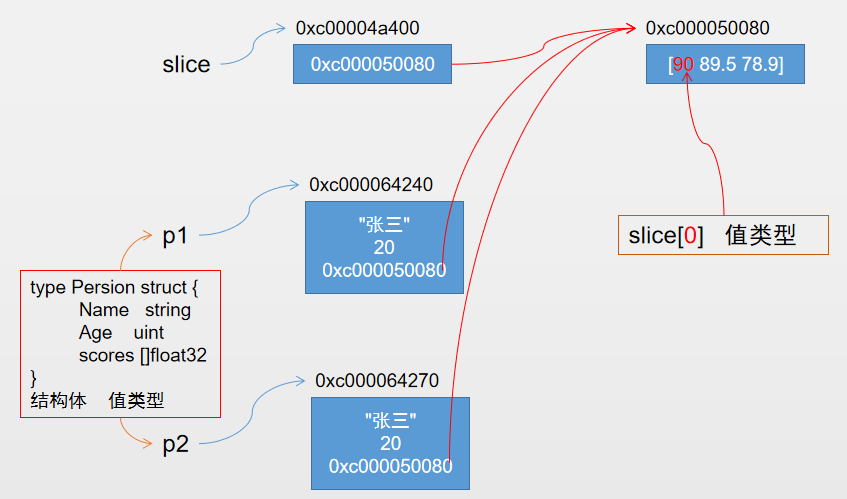 0xc00004a400
0xc000050080
slice
0xc000050080
[90 89.5 78.9]
0xc000064240
p1
"张三"
20
0xc000050080
slice[0] 值类型
type Persion struct {
Name string
Age uint
scores []float32
}
结构体 值类型
0xc000064270
p2
"张三"
20
0xc000050080